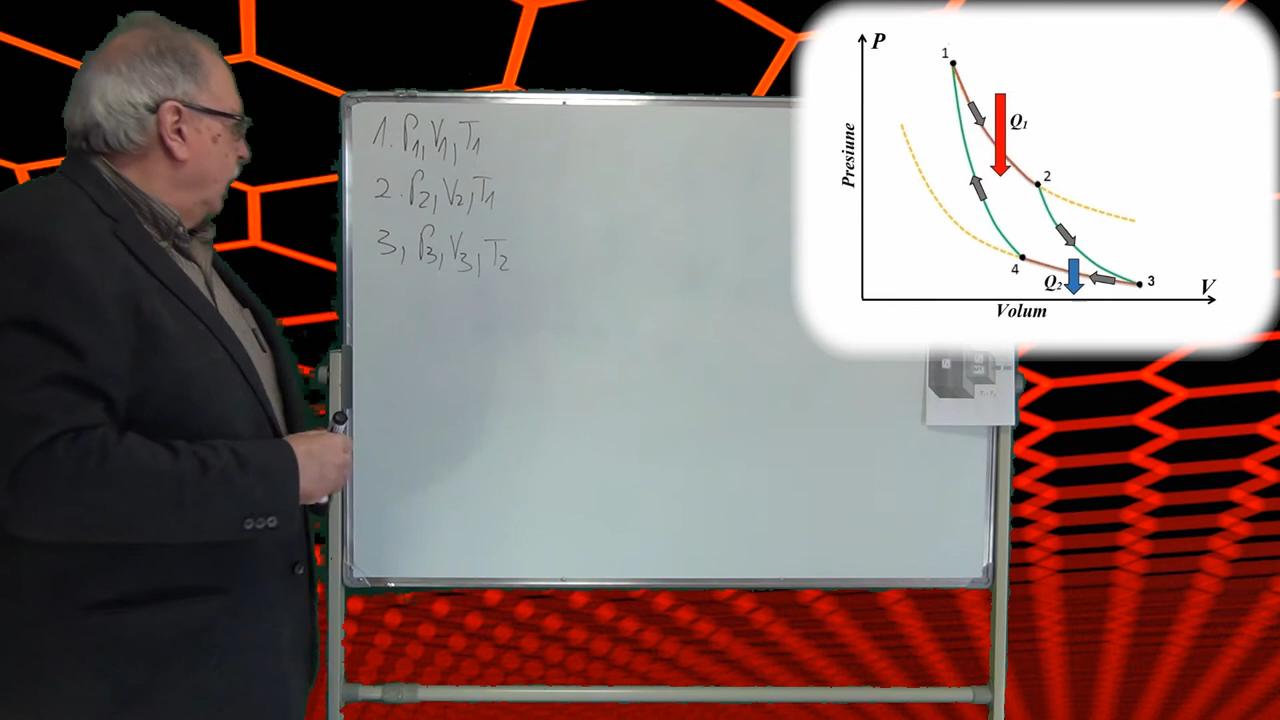 1. P1, V1, T1
2. P2, V2, T1
3, P3, V3, T2
P
1
Q1
Presiune
2
4
Q2
3
V
Volum